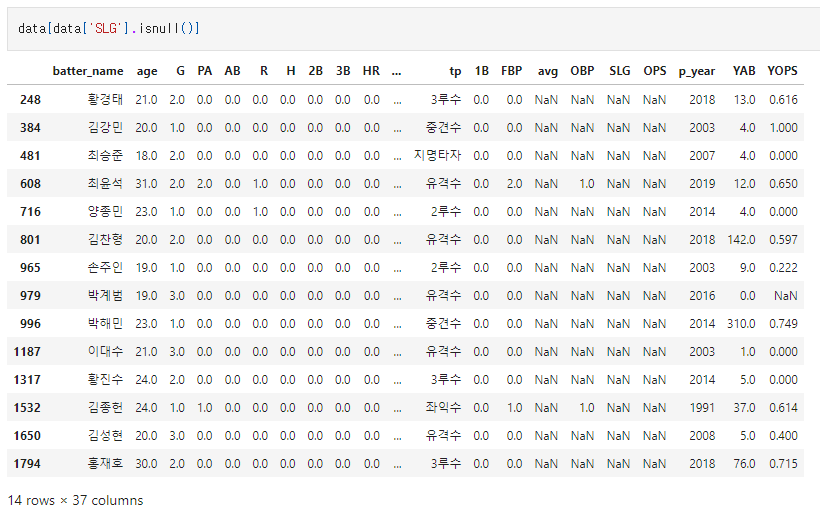 data[data['SLG'].isnull()]
batter_name age G PA AB R H 2B 3B HR ... tp 1B FBP avg OBP SLG OPS p_year YAB YOPS
248 황경태 21.0 2.0 0.0 0.0 0.0 0.0 0.0 0.0 0.0 ... 3루수 0.0 0.0 NaN NaN NaN NaN 2018 13.0 0.616
384 김강민 20.0 1.0 0.0 0.0 0.0 0.0 0.0 0.0 0.0 ... 중견수 0.0 0.0 NaN NaN NaN NaN 2003 4.0 1.000
481 최승준 18.0 2.0 0.0 0.0 0.0 0.0 0.0 0.0 0.0 ... 지명타자 0.0 0.0 NaN NaN NaN NaN 2007 4.0 0.000
608 최윤석 31.0 2.0 2.0 0.0 1.0 0.0 0.0 0.0 0.0 ... 유격수 0.0 2.0 NaN 1.0 NaN NaN 2019 12.0 0.650
716 양종민 23.0 1.0 0.0 0.0 1.0 0.0 0.0 0.0 0.0 ... 2루수 0.0 0.0 NaN NaN NaN NaN 2014 4.0 0.000
801 김찬형 20.0 2.0 0.0 0.0 0.0 0.0 0.0 0.0 0.0 ... 유격수 0.0 0.0 NaN NaN NaN NaN 2018 142.0 0.597
965 손주인 19.0 1.0 0.0 0.0 0.0 0.0 0.0 0.0 0.0 ... 2루수 0.0 0.0 NaN NaN NaN NaN 2003 9.0 0.222
979 박계범 19.0 3.0 0.0 0.0 0.0 0.0 0.0 0.0 0.0 ... 유격수 0.0 0.0 NaN NaN NaN NaN 2016 0.0 NaN
996 박해민 23.0 1.0 0.0 0.0 0.0 0.0 0.0 0.0 0.0 ... 중견수 0.0 0.0 NaN NaN NaN NaN 2014 310.0 0.749
1187 이대수 21.0 3.0 0.0 0.0 0.0 0.0 0.0 0.0 0.0 ... 유격수 0.0 0.0 NaN NaN NaN NaN 2003 1.0 0.000
1317 황진수 24.0 2.0 0.0 0.0 0.0 0.0 0.0 0.0 0.0 ... 3루수 0.0 0.0 NaN NaN NaN NaN 2014 5.0 0.000
1532 김종헌 24.0 1.0 1.0 0.0 0.0 0.0 0.0 0.0 0.0 ... 좌익수 0.0 1.0 NaN 1.0 NaN NaN 1991 37.0 0.614
1650 김성현 20.0 3.0 0.0 0.0 0.0 0.0 0.0 0.0 0.0 ... 유격수 0.0 0.0 NaN NaN NaN NaN 2008 5.0 0.400
1794 홍재호 30.0 2.0 0.0 0.0 0.0 0.0 0.0 0.0 0.0 ... 3루수 0.0 0.0 NaN NaN NaN NaN 2018 76.0 0.715
14 rows × 37 columns